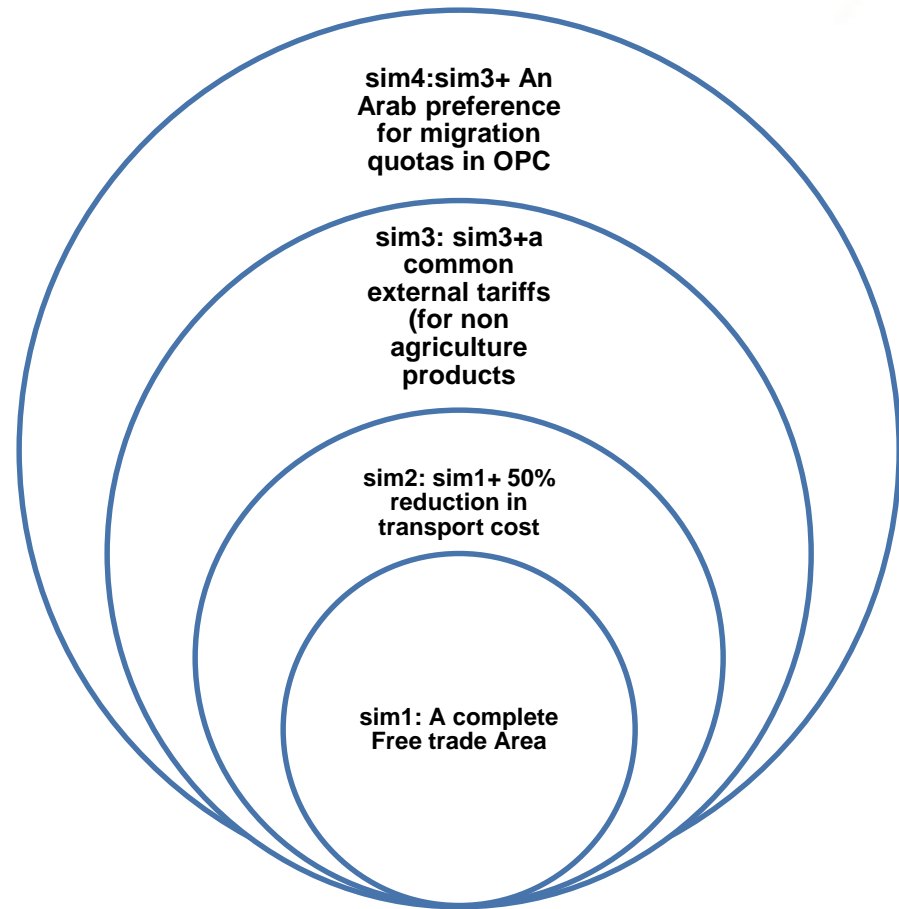 sim4:sim3+ An
Arab preference
for migration
quotas in OPC
sim3: sim3+a
common
external tariffs
(for non
agriculture
products
sim2: sim1+ 50%
reduction in
transport cost
sim1: A complete
Free trade Area